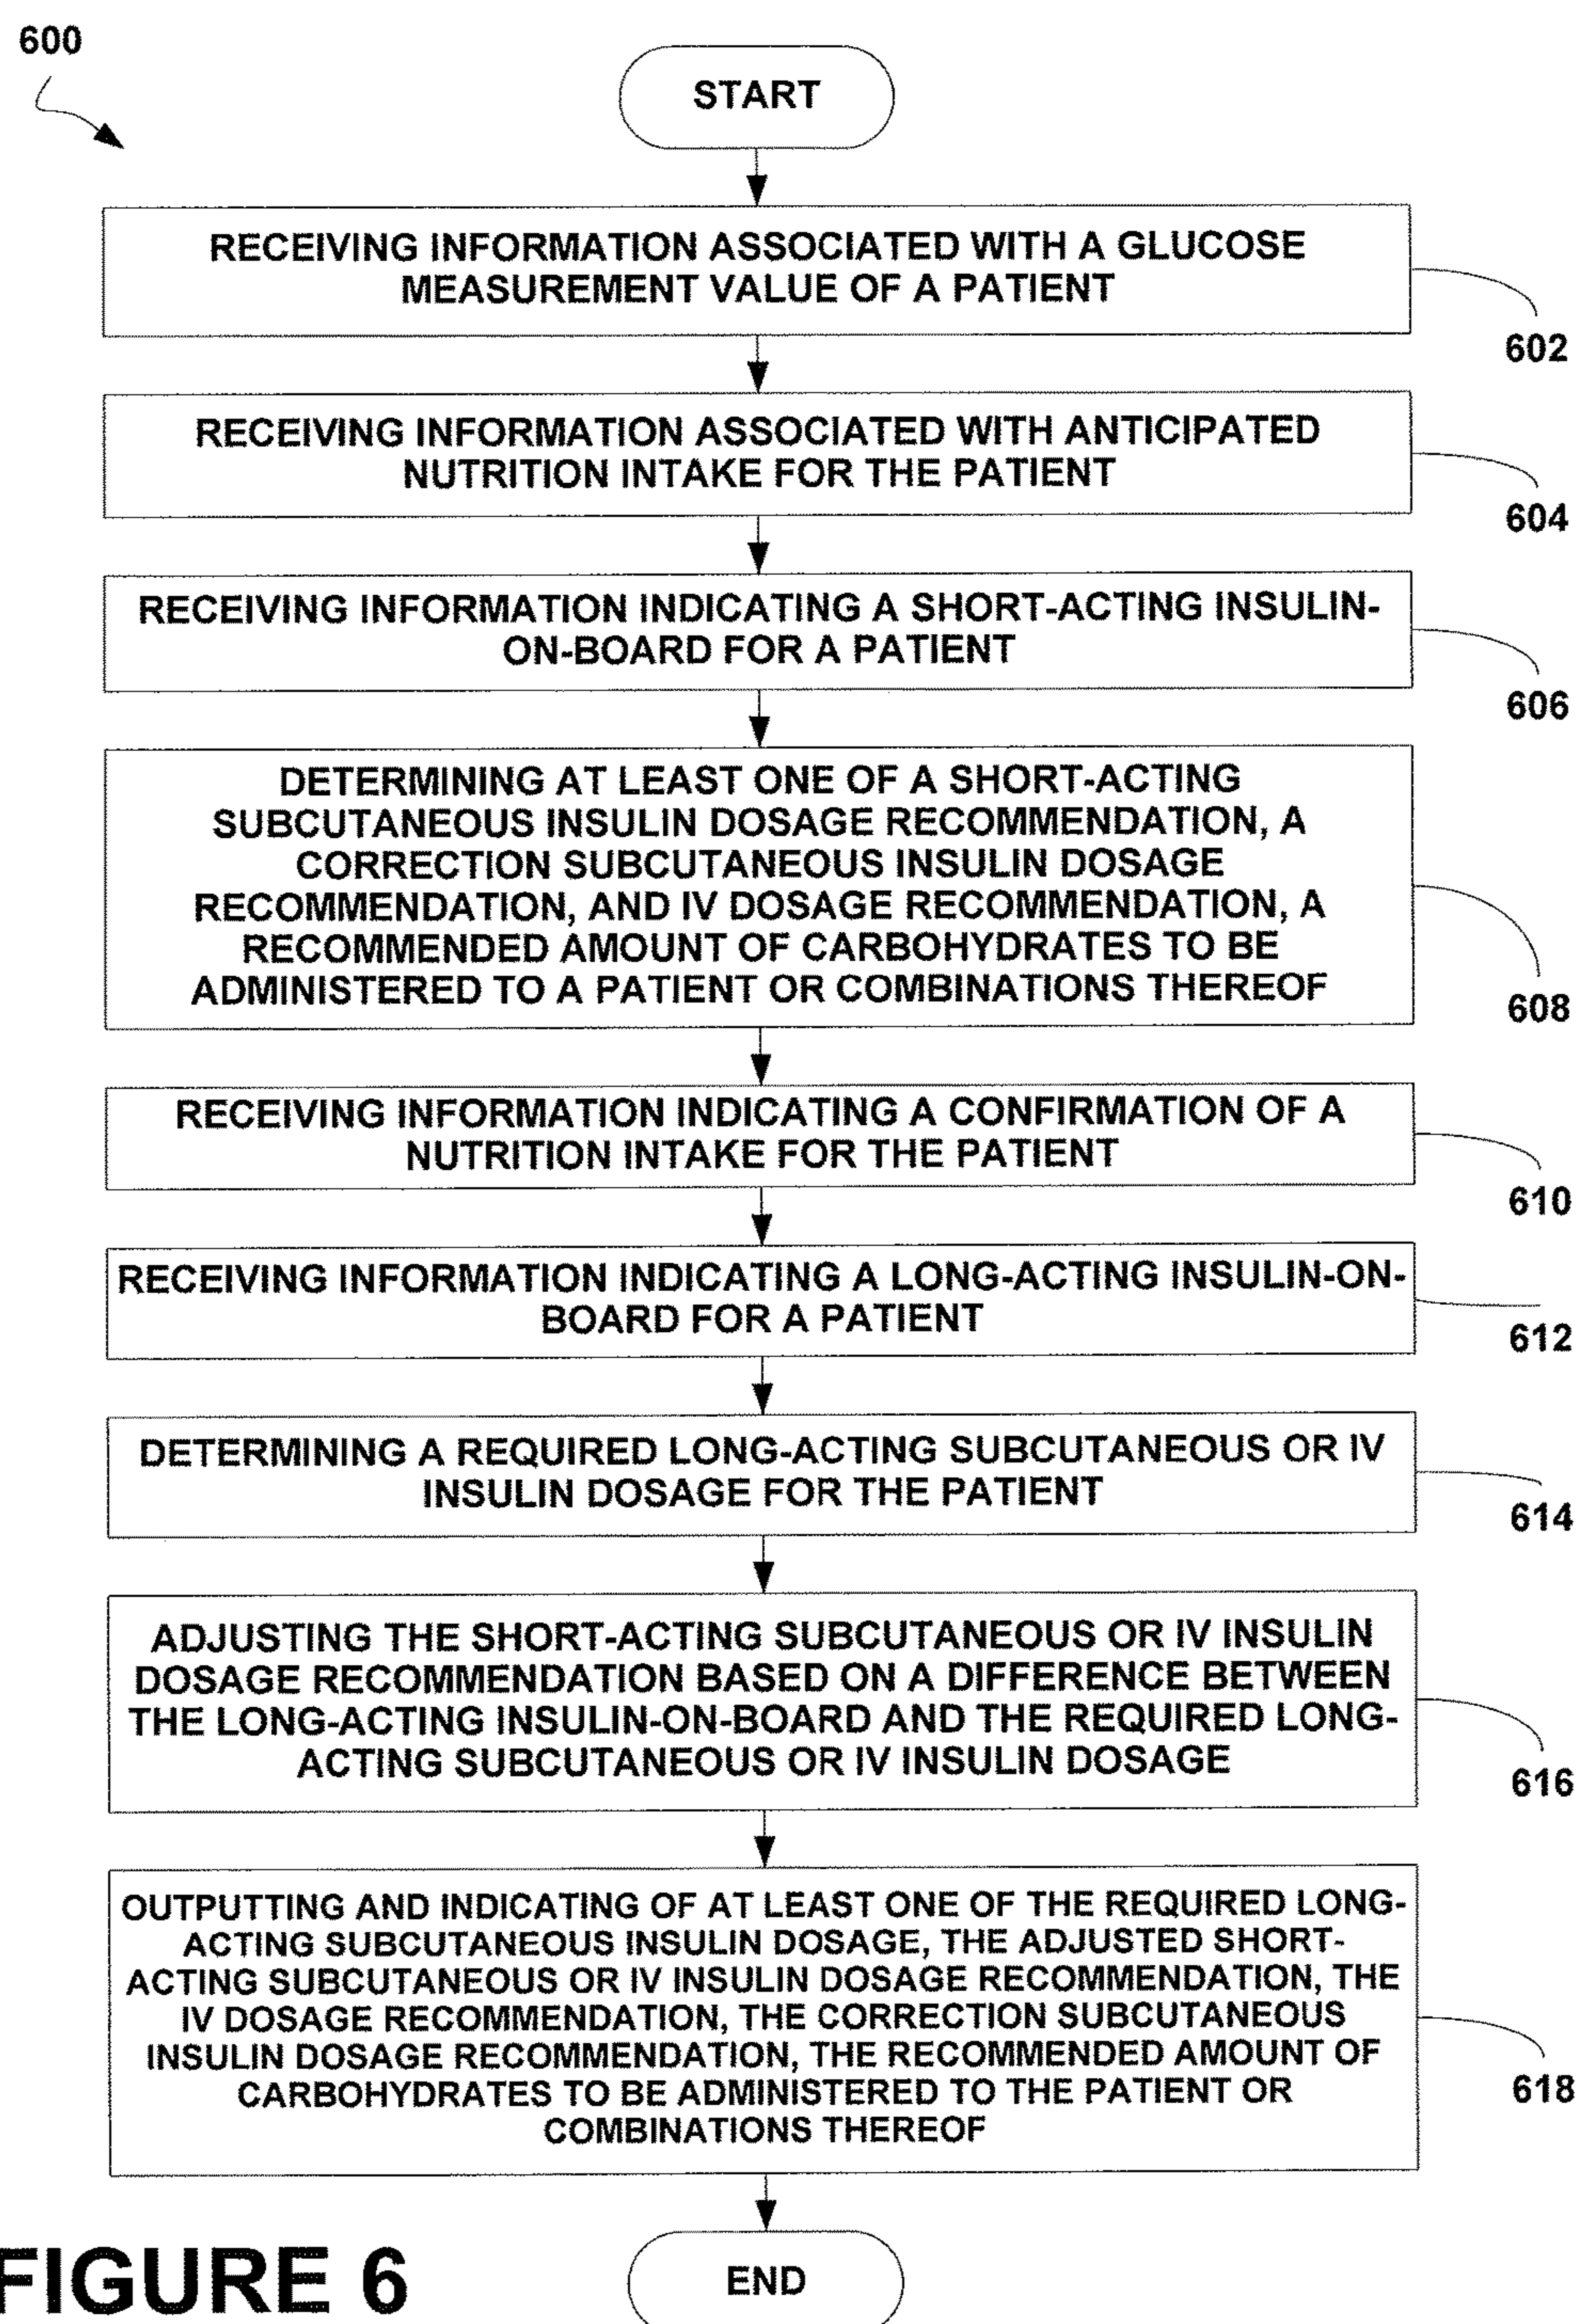 600
START
RECEIVING INFORMATION ASSOCIATED WITH A GLUCOSE
MEASUREMENT VALUE OF A PATIENT
602
RECEIVING INFORMATION ASSOCIATED WITH ANTICIPATED
NUTRITION INTAKE FOR THE PATIENT
604
RECEIVING INFORMATION INDICATING A SHORT-ACTING INSULIN-
ON-BOARD FOR A PATIENT
606
DETERMINING AT LEAST ONE OF A SHORT-ACTING
SUBCUTANEOUS INSULIN DOSAGE RECOMMENDATION, A
CORRECTION SUBCUTANEOUS INSULIN DOSAGE
RECOMMENDATION, AND IV DOSAGE RECOMMENDATION, A
RECOMMENDED AMOUNT OF CARBOHYDRATES TO BE
ADMINISTERED TO A PATIENT OR COMBINATIONS THEREOF
608
RECEIVING INFORMATION INDICATING A CONFIRMATION OF A
NUTRITION INTAKE FOR THE PATIENT
610
RECEIVING INFORMATION INDICATING A LONG-ACTING INSULIN-ON-
BOARD FOR A PATIENT
612
DETERMINING A REQUIRED LONG-ACTING SUBCUTANEOUS OR IV
INSULIN DOSAGE FOR THE PATIENT
614
ADJUSTING THE SHORT-ACTING SUBCUTANEOUS OR IV INSULIN
DOSAGE RECOMMENDATION BASED ON A DIFFERENCE BETWEEN
THE LONG-ACTING INSULIN-ON-BOARD AND THE REQUIRED LONG-
ACTING SUBCUTANEOUS OR IV INSULIN DOSAGE
616
OUTPUTTING AND INDICATING OF AT LEAST ONE OF THE REQUIRED LONG-
ACTING SUBCUTANEOUS INSULIN DOSAGE, THE ADJUSTED SHORT-
ACTING SUBCUTANEOUS OR IV INSULIN DOSAGE RECOMMENDATION, THE
IV DOSAGE RECOMMENDATION, THE CORRECTION SUBCUTANEOUS
INSULIN DOSAGE RECOMMENDATION, THE RECOMMENDED AMOUNT OF
CARBOHYDRATES TO BE ADMINISTERED TO THE PATIENT OR
COMBINATIONS THEREOF
618
END
FIGURE 6